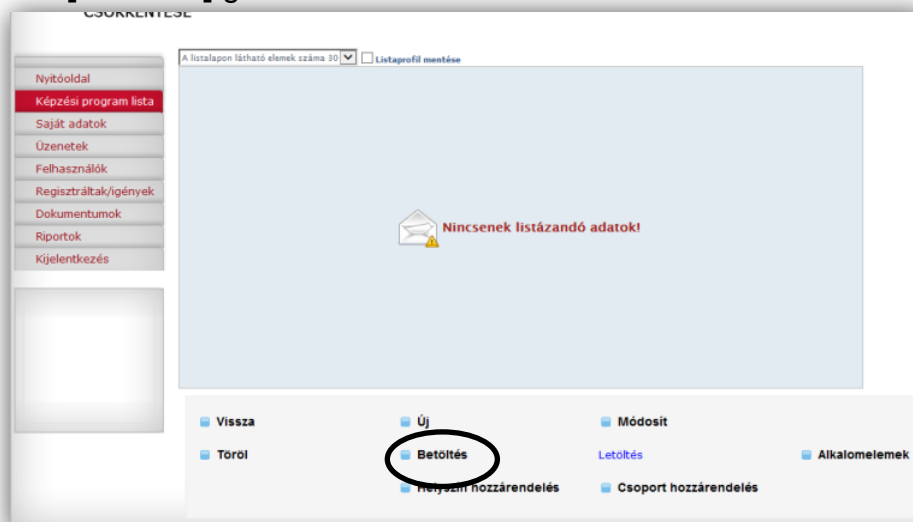 CSÖKKENTÉSE
A listalapon látható elemek száma 30 Listaprofil mentése
Nyitóoldal
Képzési program lista
Saját adatok
Üzenetek
Felhasználók
Regisztráltak/igények
Dokumentumok
Riportok
Kijelentkezés
Nincsenek listázandó adatok!
Vissza Új Módosít
Töröl Betöltés Letöltés Alkalomelemek
Helyszín hozzárendelés Csoport hozzárendelés